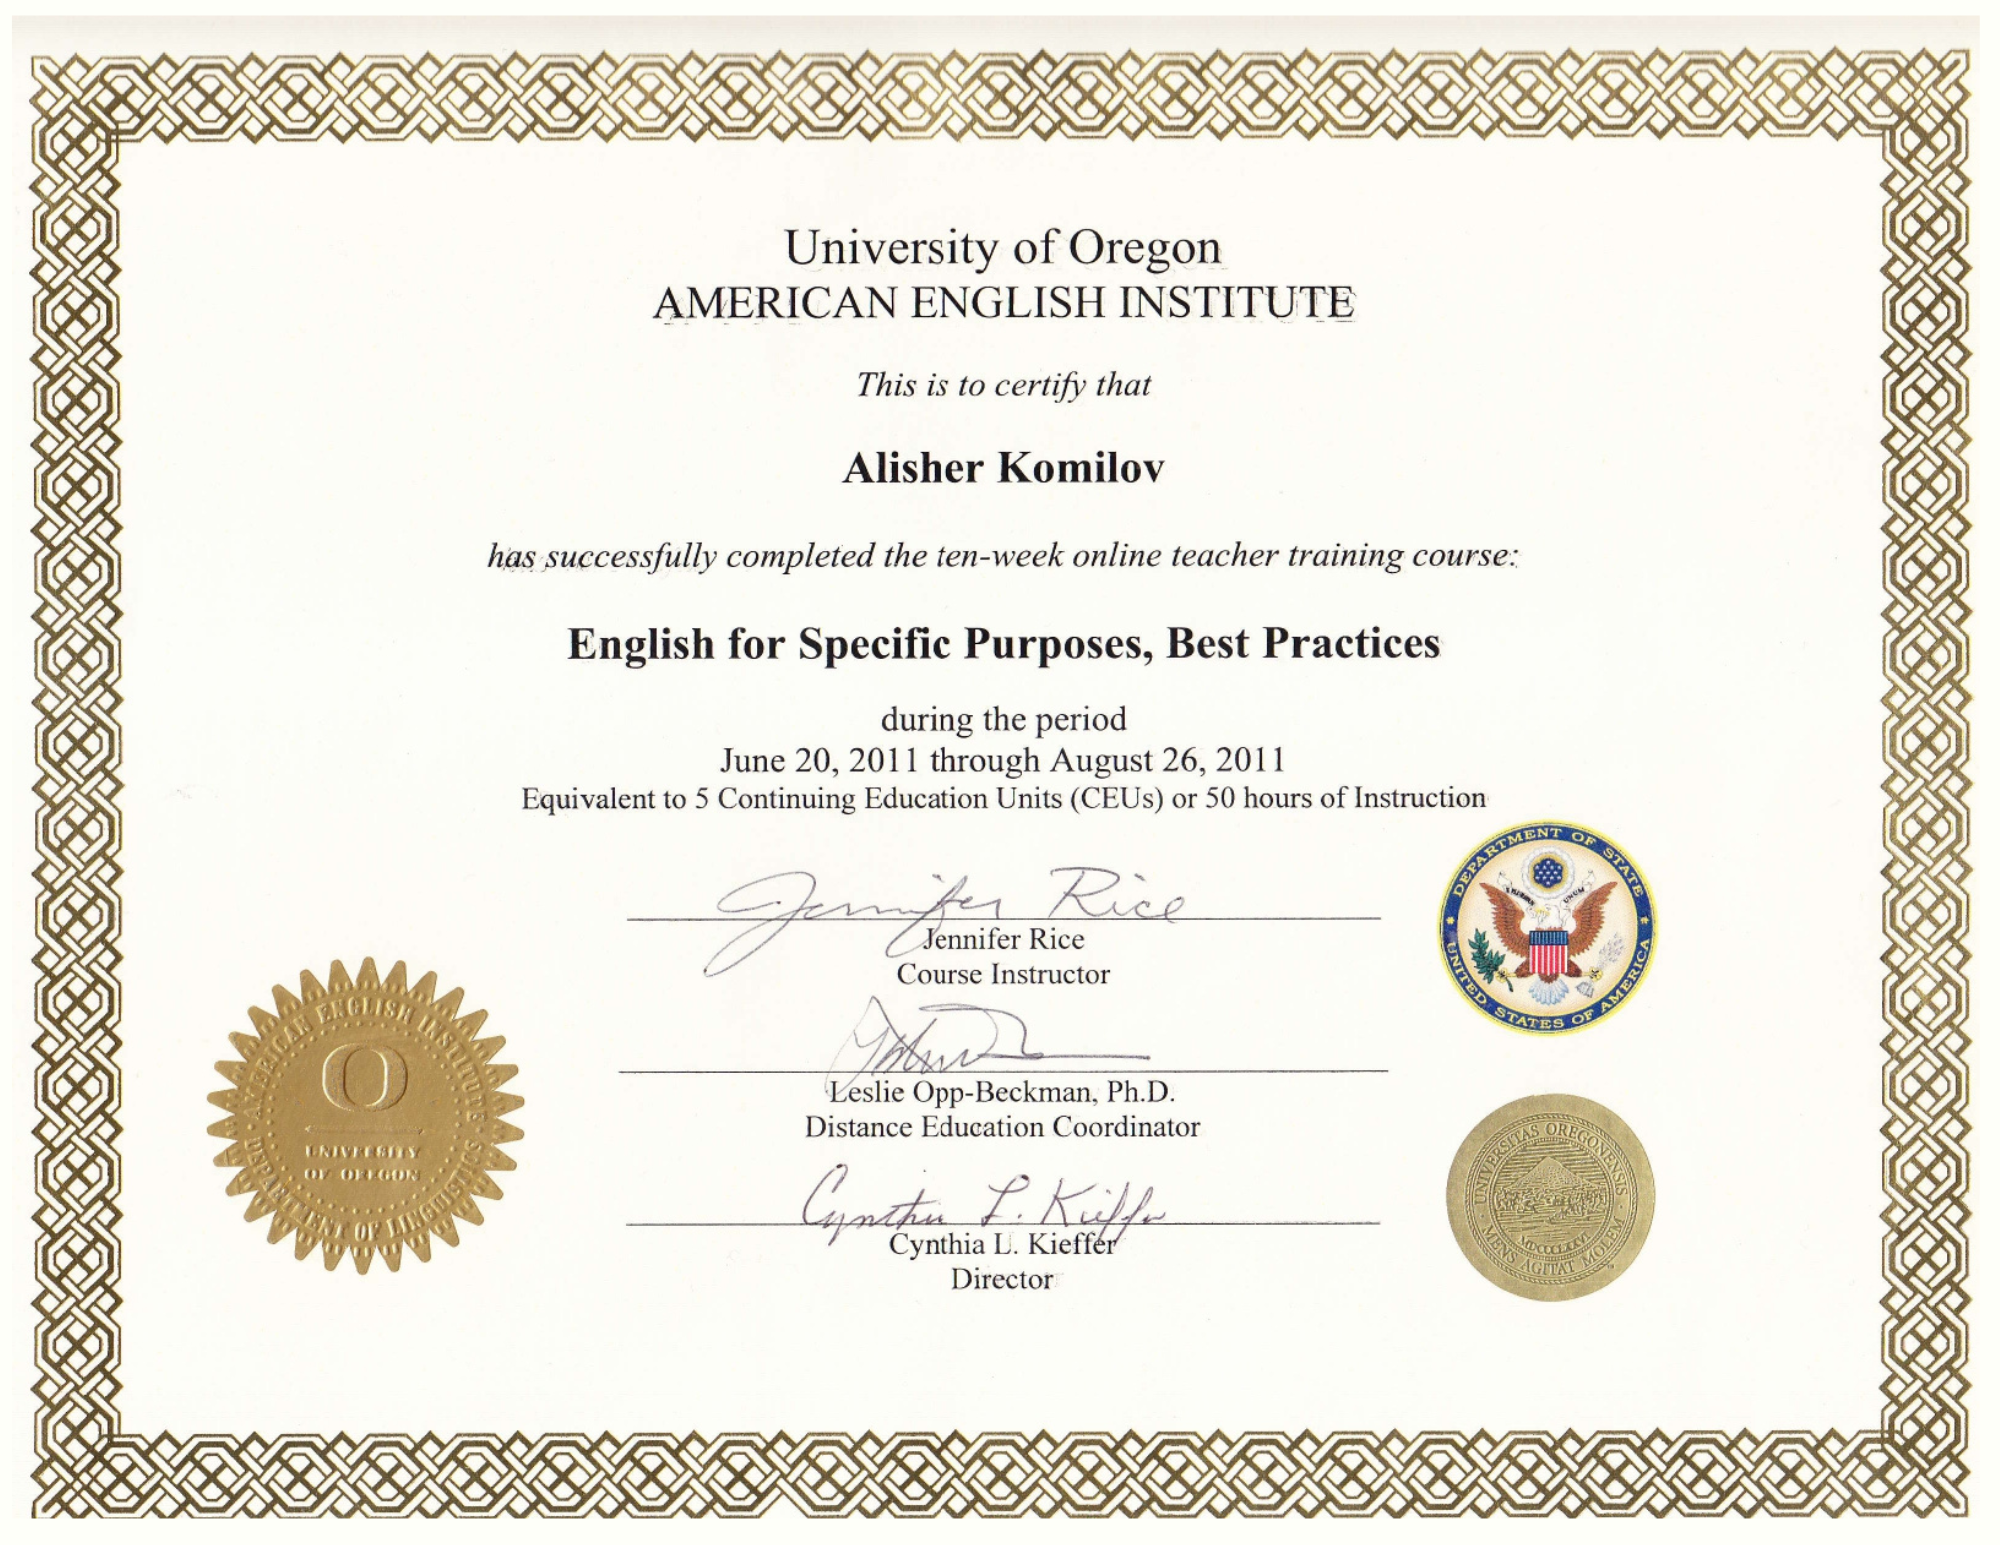 University of Oregon
AMERICAN ENGLISH INSTITUTE
This is to certify that
Alisher Komilov
has successfully completed the ten-week online teacher training course:
English for Specific Purposes, Best Practices
during the period
June 20, 2011 through August 26, 2011
Equivalent to 5 Continuing Education Units (CEUs) or 50 hours of Instruction
Jennifer Rice
Jennifer Rice
Course Instructor
Leslie Opp-Beckman, Ph.D.
Distance Education Coordinator
Cynthia L. Kieffer
Cynthia L. Kieffer
Director
AMERICAN ENGLISH INSTITUTE
O
UNIVERSITY
OF OREGON
DEPARTMENT OF LINGUISTICS
DEPARTMENT OF STATE
E PLURIBUS UNUM
UNITED STATES OF AMERICA
UNIVERSITAS OREGONENSIS
MDCCCLXXVI
MENS AGITAT MOLEM